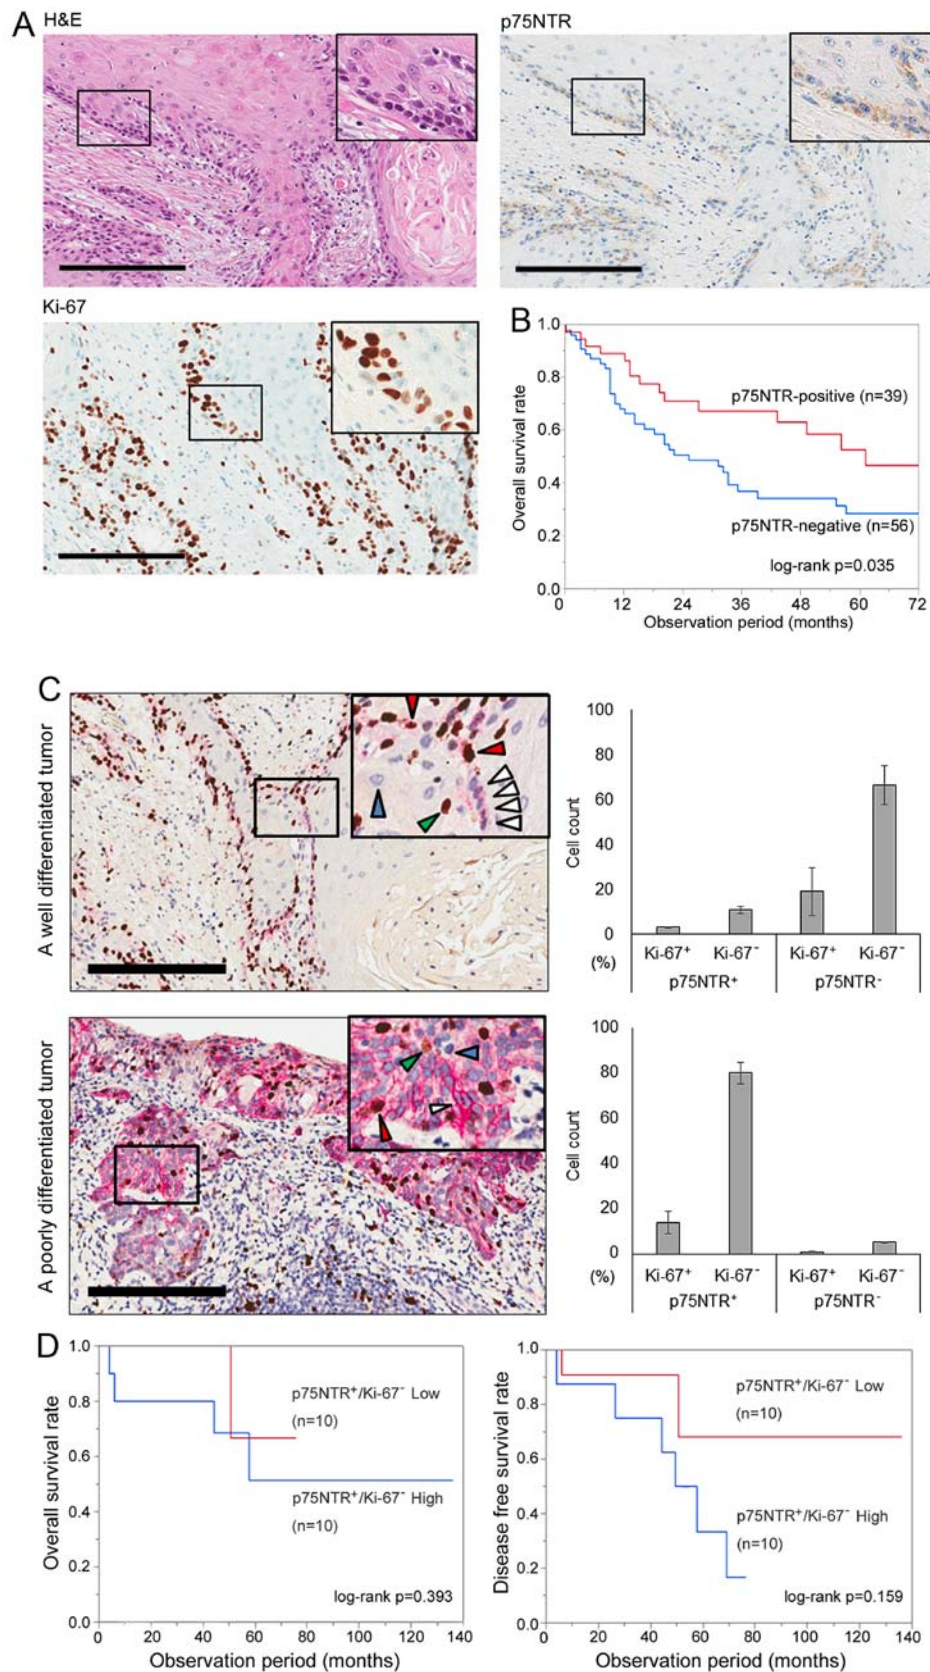 A
H&E
p75NTR
Ki-67
B
Overall survival rate
1.0
0.8
0.6
0.4
0.2
0.0
p75NTR-positive (n=39)
p75NTR-negative (n=56)
log-rank p=0.035
0 12 24 36 48 60 72
Observation period (months)
C
A well differentiated tumor
Cell count
100
80
60
40
20
0
(%)
Ki-67⁺ Ki-67⁻ Ki-67⁺ Ki-67⁻
p75NTR⁺ p75NTR⁻
A poorly differentiated tumor
Cell count
100
80
60
40
20
0
(%)
Ki-67⁺ Ki-67⁻ Ki-67⁺ Ki-67⁻
p75NTR⁺ p75NTR⁻
D
Overall survival rate
1.0
0.8
0.6
0.4
0.2
0.0
p75NTR⁺/Ki-67⁻ Low
(n=10)
p75NTR⁺/Ki-67⁻ High
(n=10)
log-rank p=0.393
0 20 40 60 80 100 120 140
Observation period (months)
Disease free survival rate
1.0
0.8
0.6
0.4
0.2
0
p75NTR⁺/Ki-67⁻ Low
(n=10)
p75NTR⁺/Ki-67⁻ High
(n=10)
log-rank p=0.159
0 20 40 60 80 100 120 140
Observation period (months)